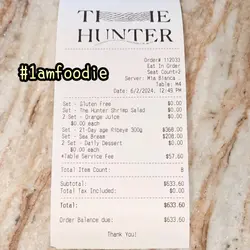 THE
HUNTER
Order# 112033
Eat In Order
Seat Count×3
Server: Mia Bianca
Table: M4
Date: 6/2/2024, 12:48 PM
#1amfoodie
Set - Gluten Free $0.00
Set - The Hunter Shrimp Salad $0.00
2 Set - Orange Juice $0.00
@0.00 each
Set - 21-Day age Ribeye 300g $368.00
Set - Sea Bream $208.00
2 Set - Daily Dessert $0.00
@0.00 each
*Table Service Fee $57.60
Total Item Count: 8
Subtotal: $633.60
Total Tax Included: $0.00
Total: $633.60
Order Balance due: $633.60
Thank You!